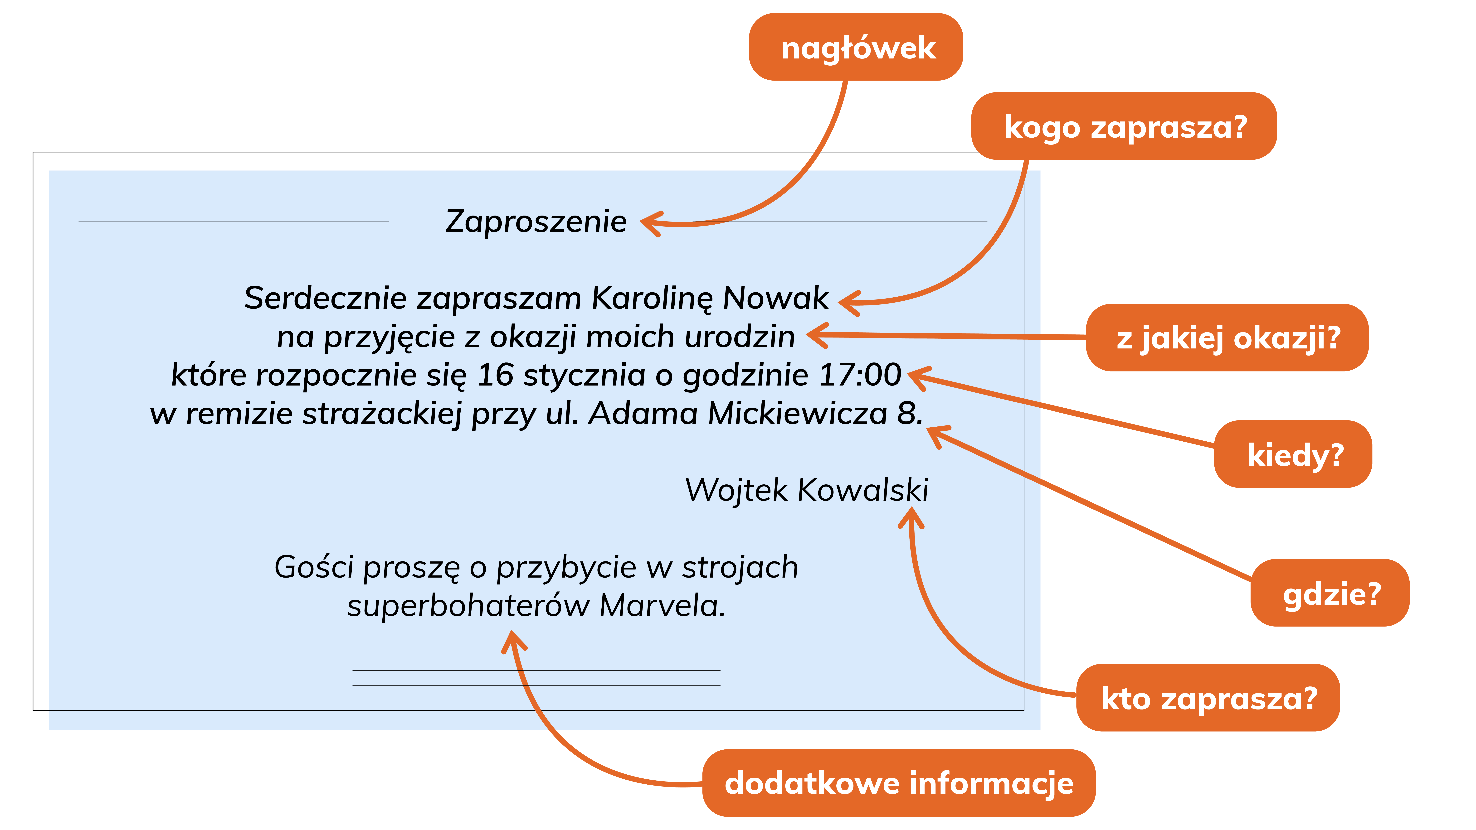 nagłówek
kogo zaprasza?
Zaproszenie
Serdecznie zapraszam Karolinę Nowak
na przyjęcie z okazji moich urodzin
z jakiej okazji?
które rozpocznie się 16 stycznia o godzinie 17:00
w remizie strażackiej przy ul. Adama Mickiewicza 8.
kiedy?
Wojtek Kowalski
Gości proszę o przybycie w strojach
superbohaterów Marvela.
gdzie?
kto zaprasza?
dodatkowe informacje